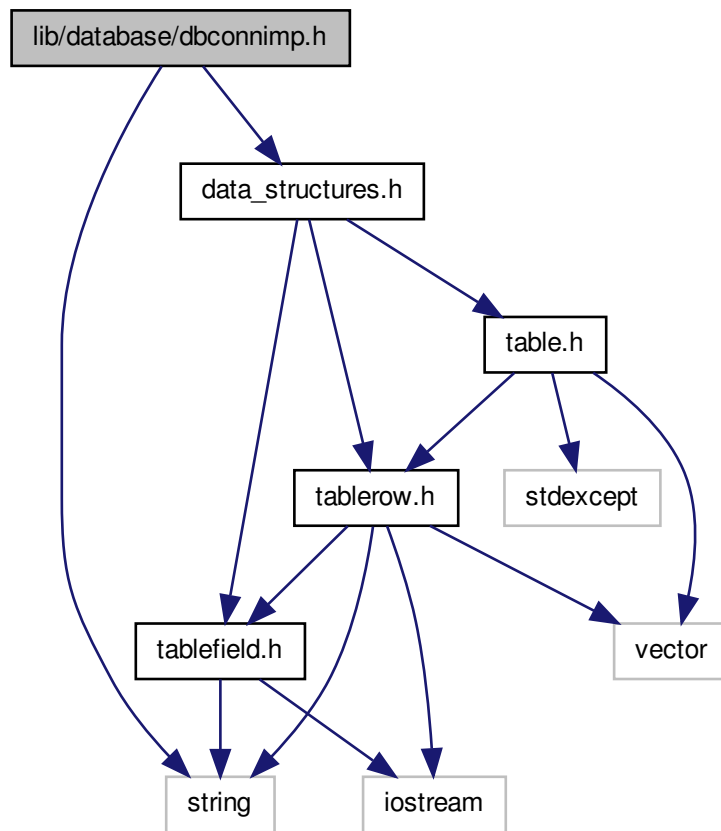 lib/database/dbconnimp.h
data_structures.h
table.h
tablerow.h
stdexcept
tablefield.h
vector
string
iostream